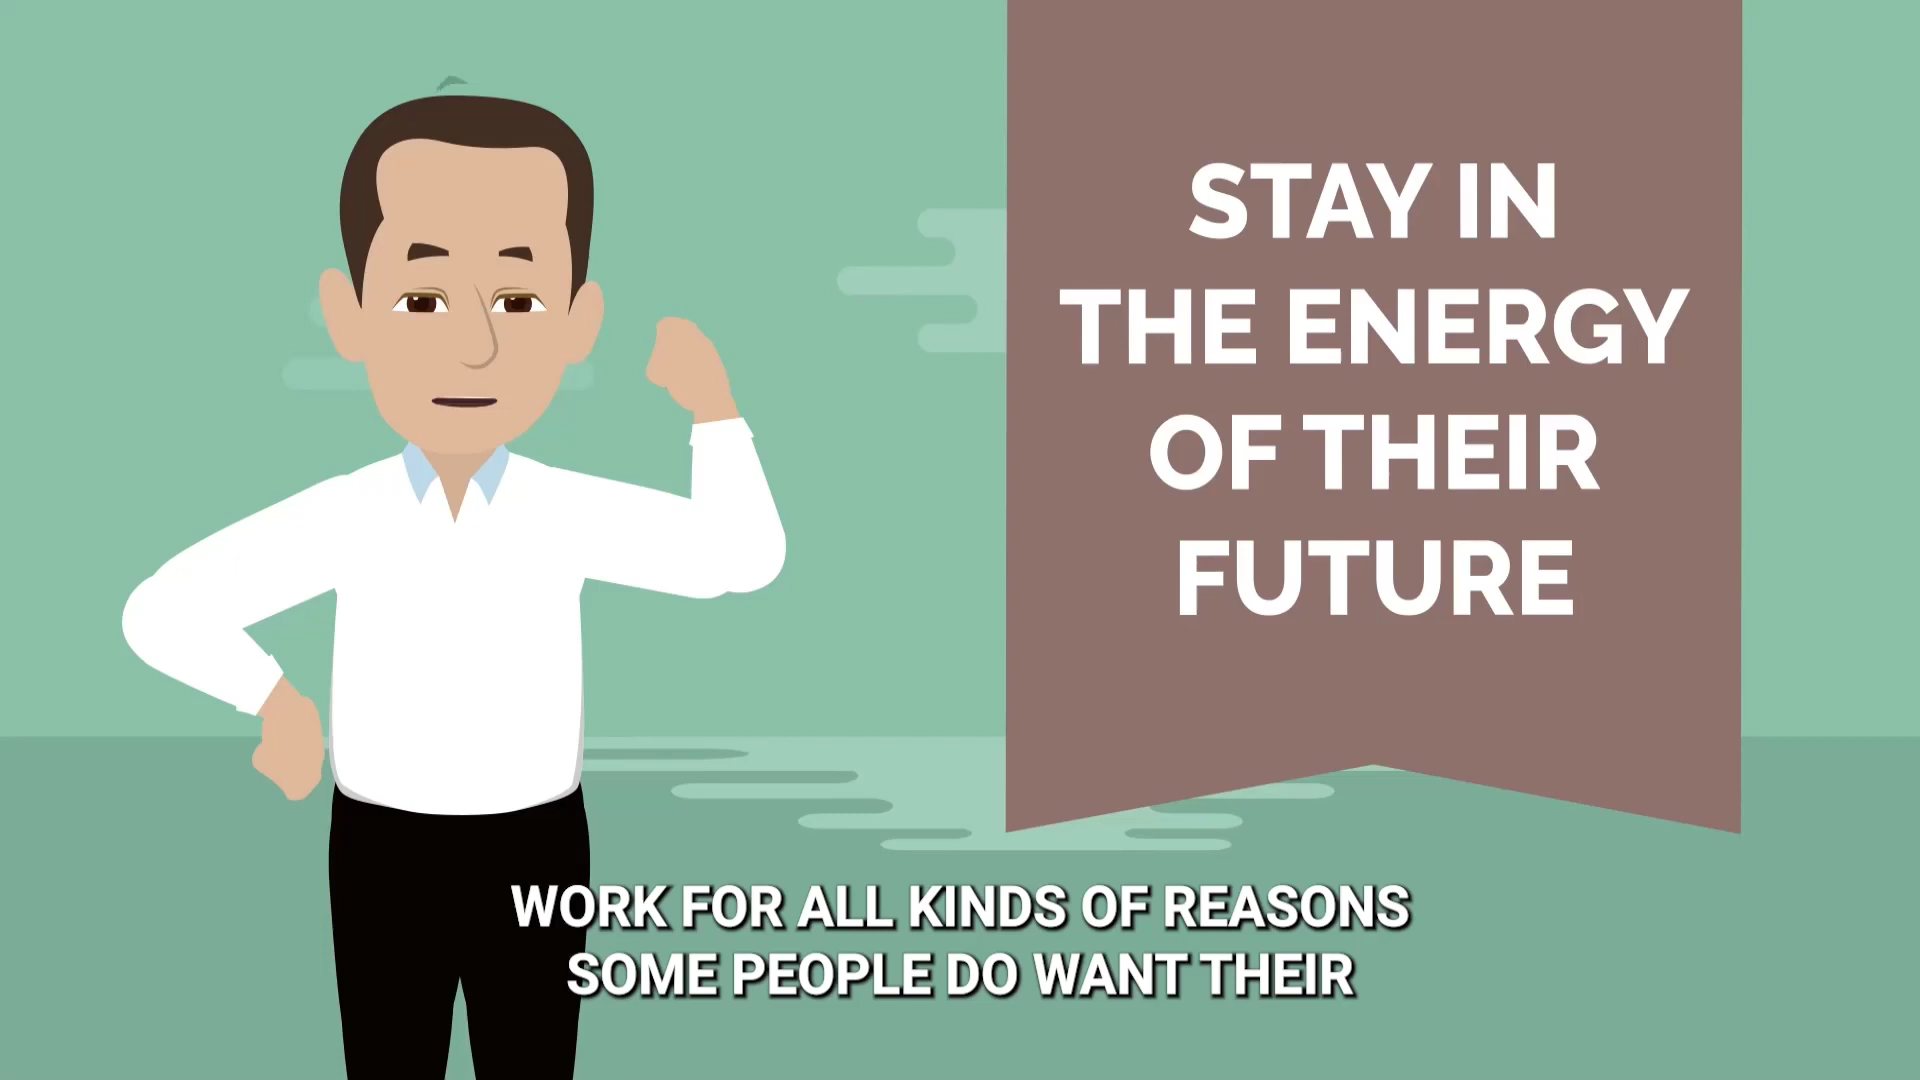 STAY IN
THE ENERGY
OF THEIR
FUTURE
WORK FOR ALL KINDS OF REASONS
SOME PEOPLE DO WANT THEIR